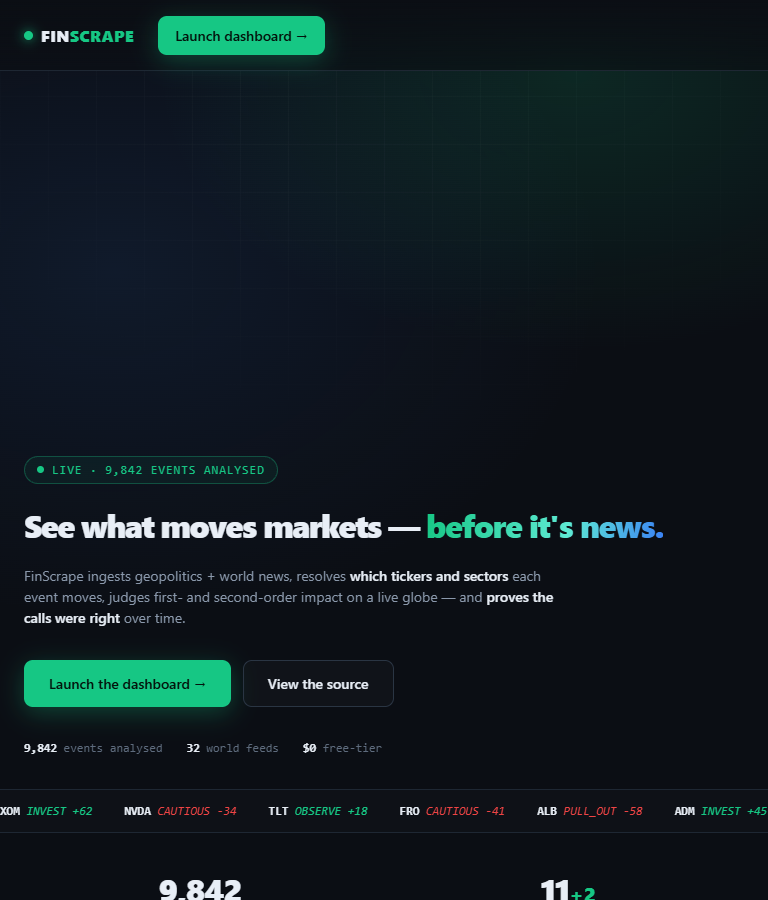 FINSCRAPE
Launch dashboard →
LIVE · 9,842 EVENTS ANALYSED
See what moves markets — before it's news.
FinScrape ingests geopolitics + world news, resolves which tickers and sectors each
event moves, judges first- and second-order impact on a live globe — and proves the
calls were right over time.
Launch the dashboard →
View the source
9,842 events analysed 32 world feeds $0 free-tier
XOM INVEST +62 NVDA CAUTIOUS -34 TLT OBSERVE +18 FRO CAUTIOUS -41 ALB PULL_OUT -58 ADM INVEST +45
9,842 11+2